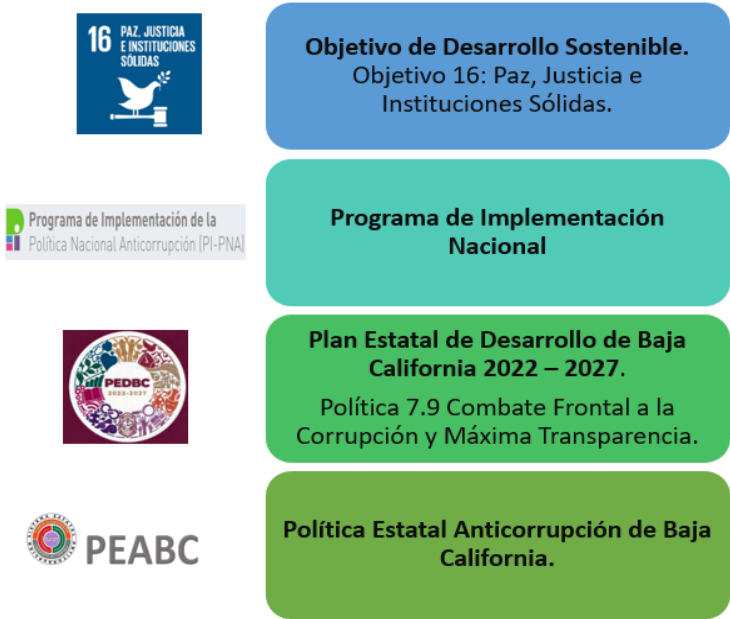 16 PAZ, JUSTICIA
E INSTITUCIONES
SÓLIDAS
Objetivo de Desarrollo Sostenible.
Objetivo 16: Paz, Justicia e
Instituciones Sólidas.
Programa de Implementación de la
Política Nacional Anticorrupción (PI-PNA)
Programa de Implementación
Nacional
PEDBC
2022-2027
Plan Estatal de Desarrollo de Baja
California 2022 – 2027.
Política 7.9 Combate Frontal a la
Corrupción y Máxima Transparencia.
PEABC
Política Estatal Anticorrupción de Baja
California.